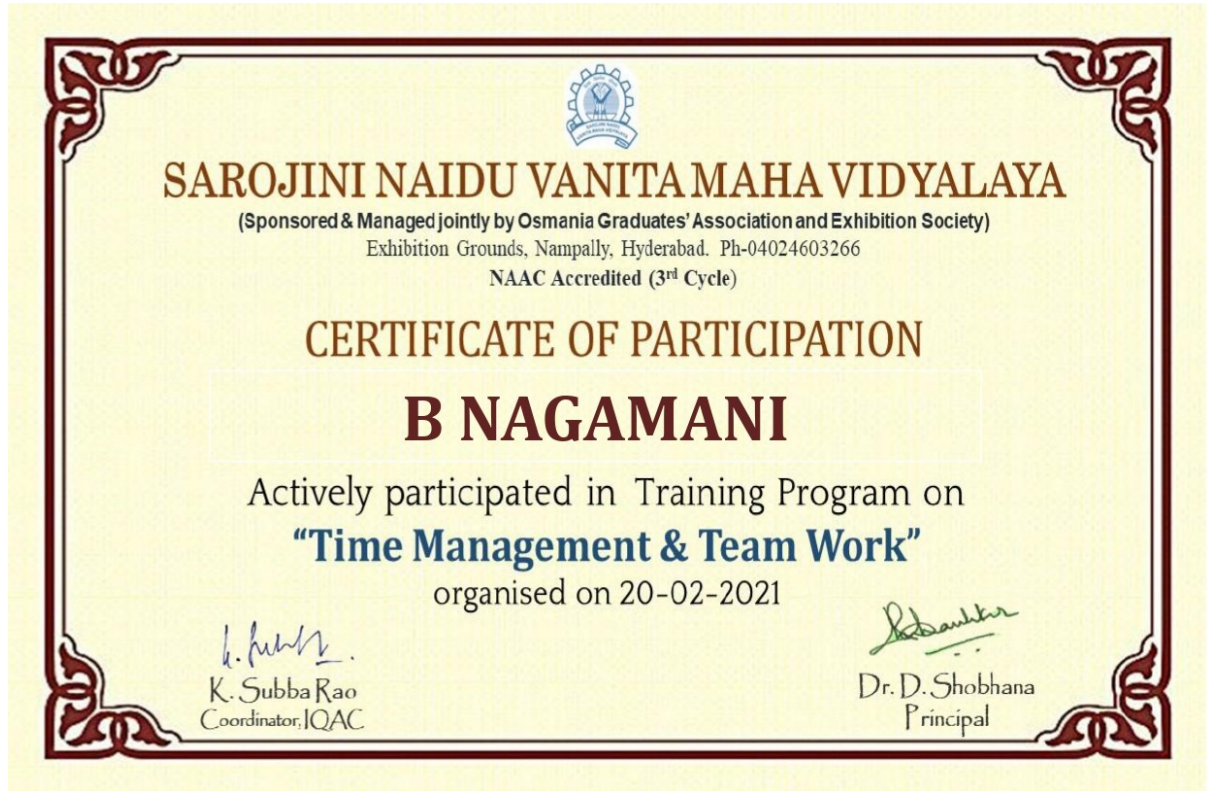 SAROJINI NAIDU VANITA MAHA VIDYALAYA
(Sponsored & Managed jointly by Osmania Graduates' Association and Exhibition Society)
Exhibition Grounds, Nampally, Hyderabad. Ph-04024603266
NAAC Accredited (3rd Cycle)
CERTIFICATE OF PARTICIPATION
B NAGAMANI
Actively participated in Training Program on
“Time Management & Team Work”
organised on 20-02-2021
K. Subba Rao
Coordinator, IQAC
Dr. D. Shobhana
Principal